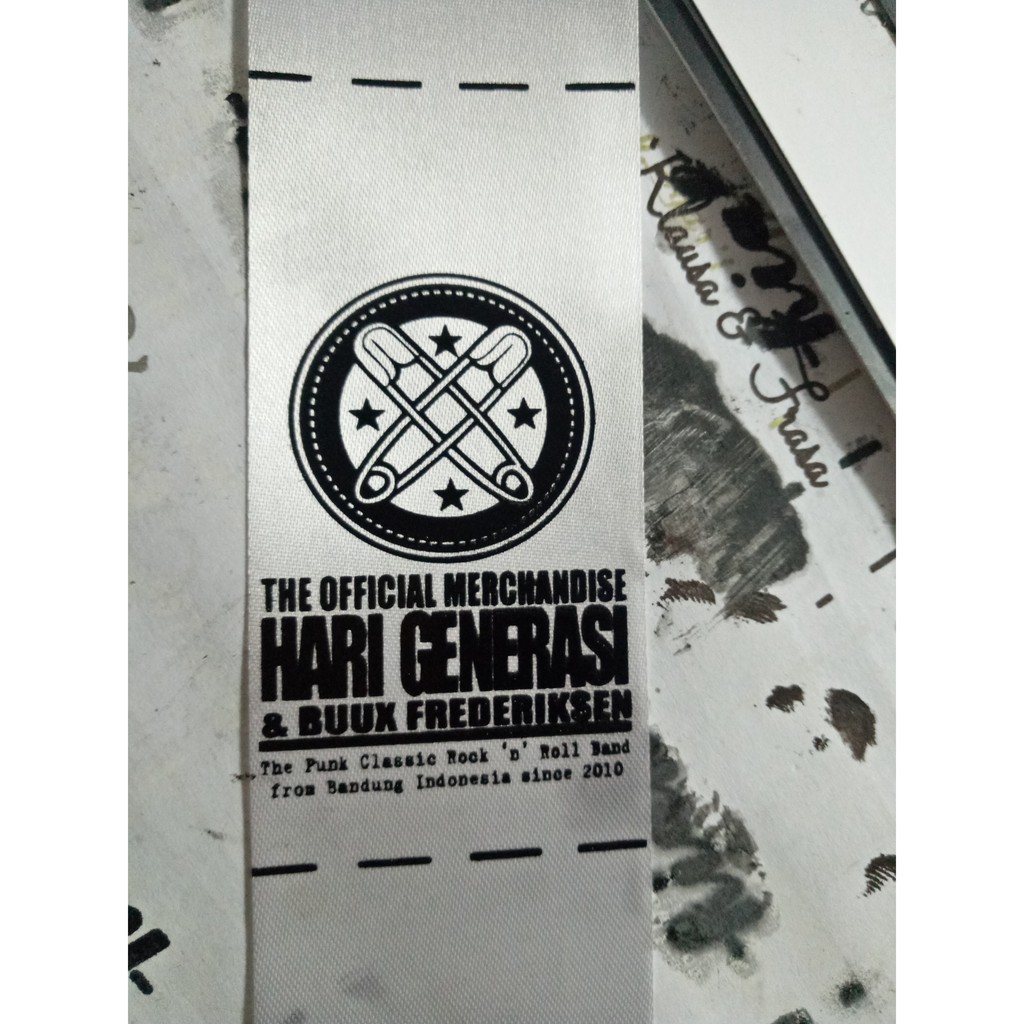 THE OFFICIAL MERCHANDISE
HARI GENERASI
& BUUX FREDERIKSEN
The Punk Classic Rock 'n' Roll Band
from Bandung Indonesia since 2010
Klausa & Frasa